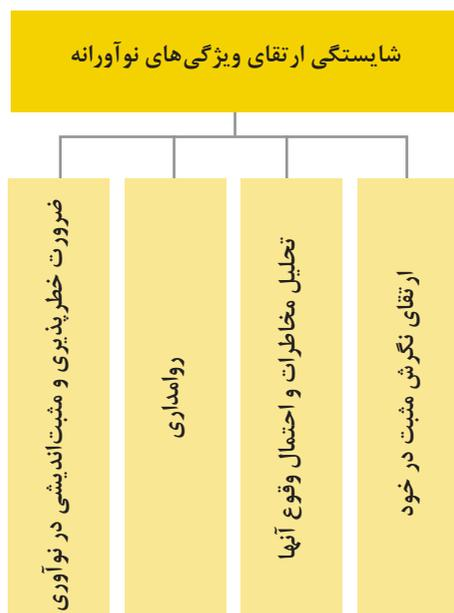 شایستگی ارتقای ویژگی‌های نوآورانه
ارتقای نگرش مثبت در خود
تحلیل مخاطرات و احتمال وقوع آنها
روامداری
ضرورت خطرپذیری و مثبت‌اندیشی در نوآوری